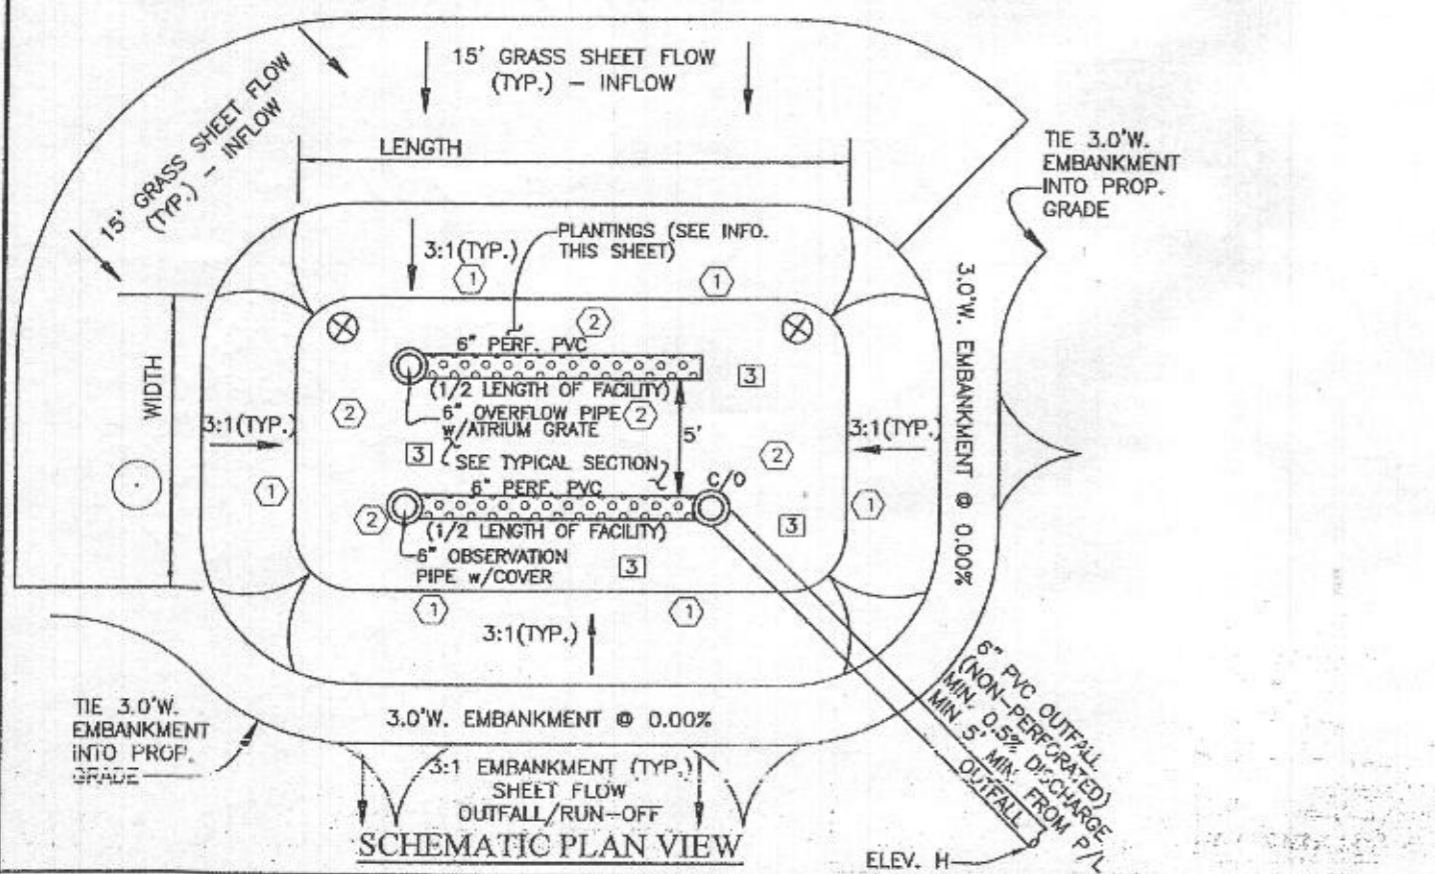 15' GRASS SHEET FLOW
(TYP.) - INFLOW
15' GRASS SHEET FLOW
(TYP.) - INFLOW
LENGTH
TIE 3.0'W.
EMBANKMENT
INTO PROP.
GRADE
PLANTINGS (SEE INFO.
THIS SHEET)
3:1(TYP.)
1
1
2
6" PERF. PVC
3
(1/2 LENGTH OF FACILITY)
WIDTH
2
6" OVERFLOW PIPE
w/ATRIUM GRATE
2
5'
3:1(TYP.)
3:1(TYP.)
3.0'W. EMBANKMENT @ 0.00%
3
SEE TYPICAL SECTION
2
6" PERF. PVC
C/O
1
1
2
(1/2 LENGTH OF FACILITY)
3
6" OBSERVATION
PIPE w/COVER
3
1
1
3:1(TYP.)
TIE 3.0'W.
EMBANKMENT
INTO PROP.
GRADE
3.0'W. EMBANKMENT @ 0.00%
3:1 EMBANKMENT (TYP.)
SHEET FLOW
OUTFALL/RUN-OFF
6" PVC OUTFALL
(NON-PERFORATED)
MIN. 0.5% DISCHARGE
MIN. 5' MIN. FROM P/L
OUTFALL
ELEV. H
SCHEMATIC PLAN VIEW